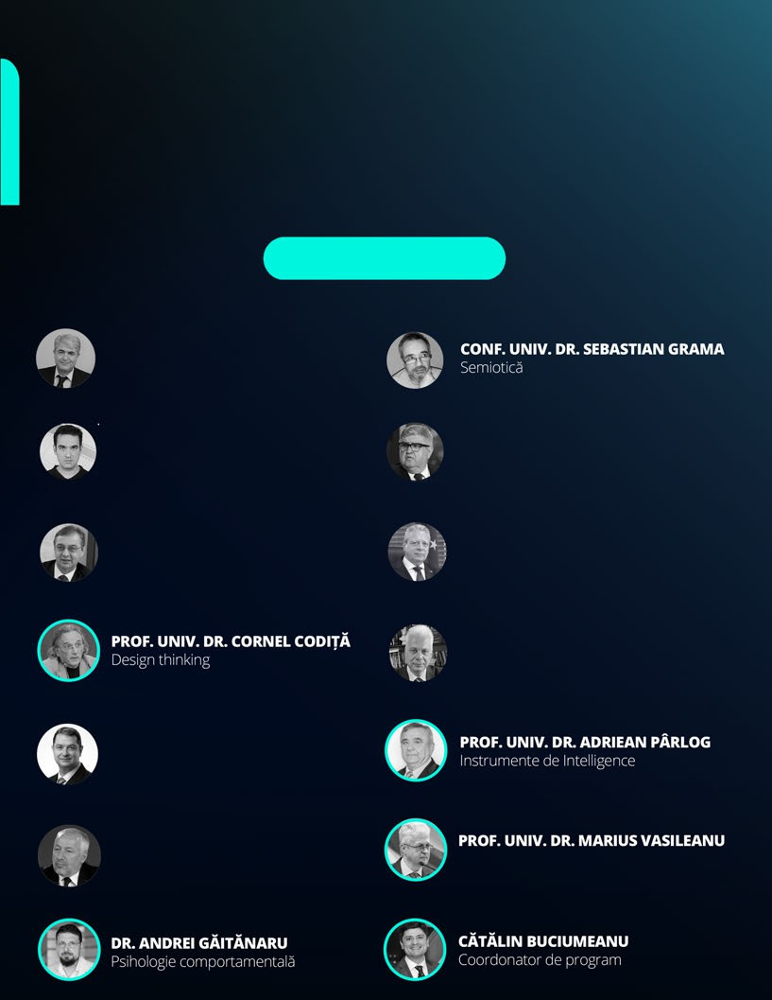 CONF. UNIV. DR. SEBASTIAN GRAMA
Semiotică
PROF. UNIV. DR. CORNEL CODIȚĂ
Design thinking
PROF. UNIV. DR. ADRIEAN PÂRLOG
Instrumente de Intelligence
PROF. UNIV. DR. MARIUS VASILEANU
DR. ANDREI GĂITĂNARU
Psihologie comportamentală
CĂTĂLIN BUCIUMEANU
Coordonator de program